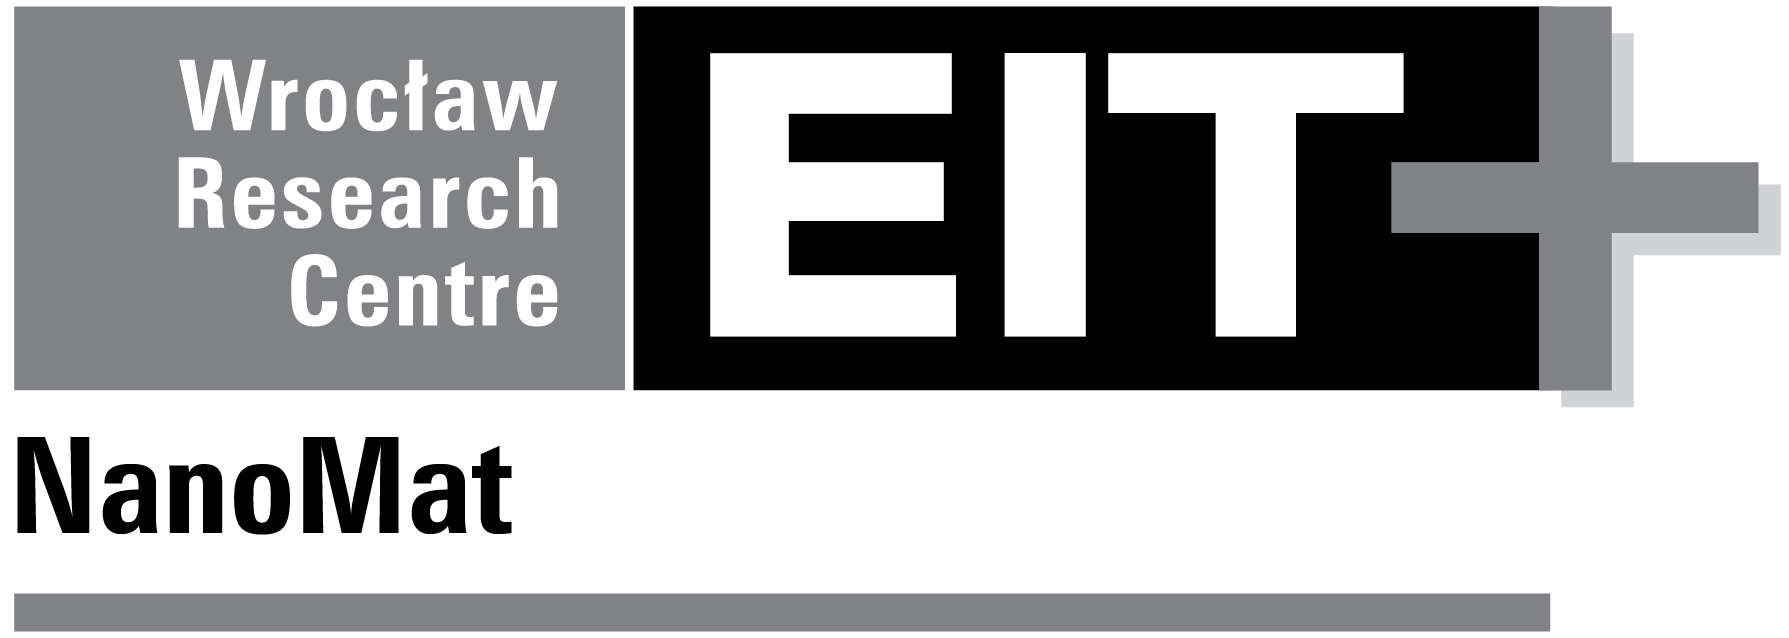 Wrocław
Research
Centre
EIT+
NanoMat